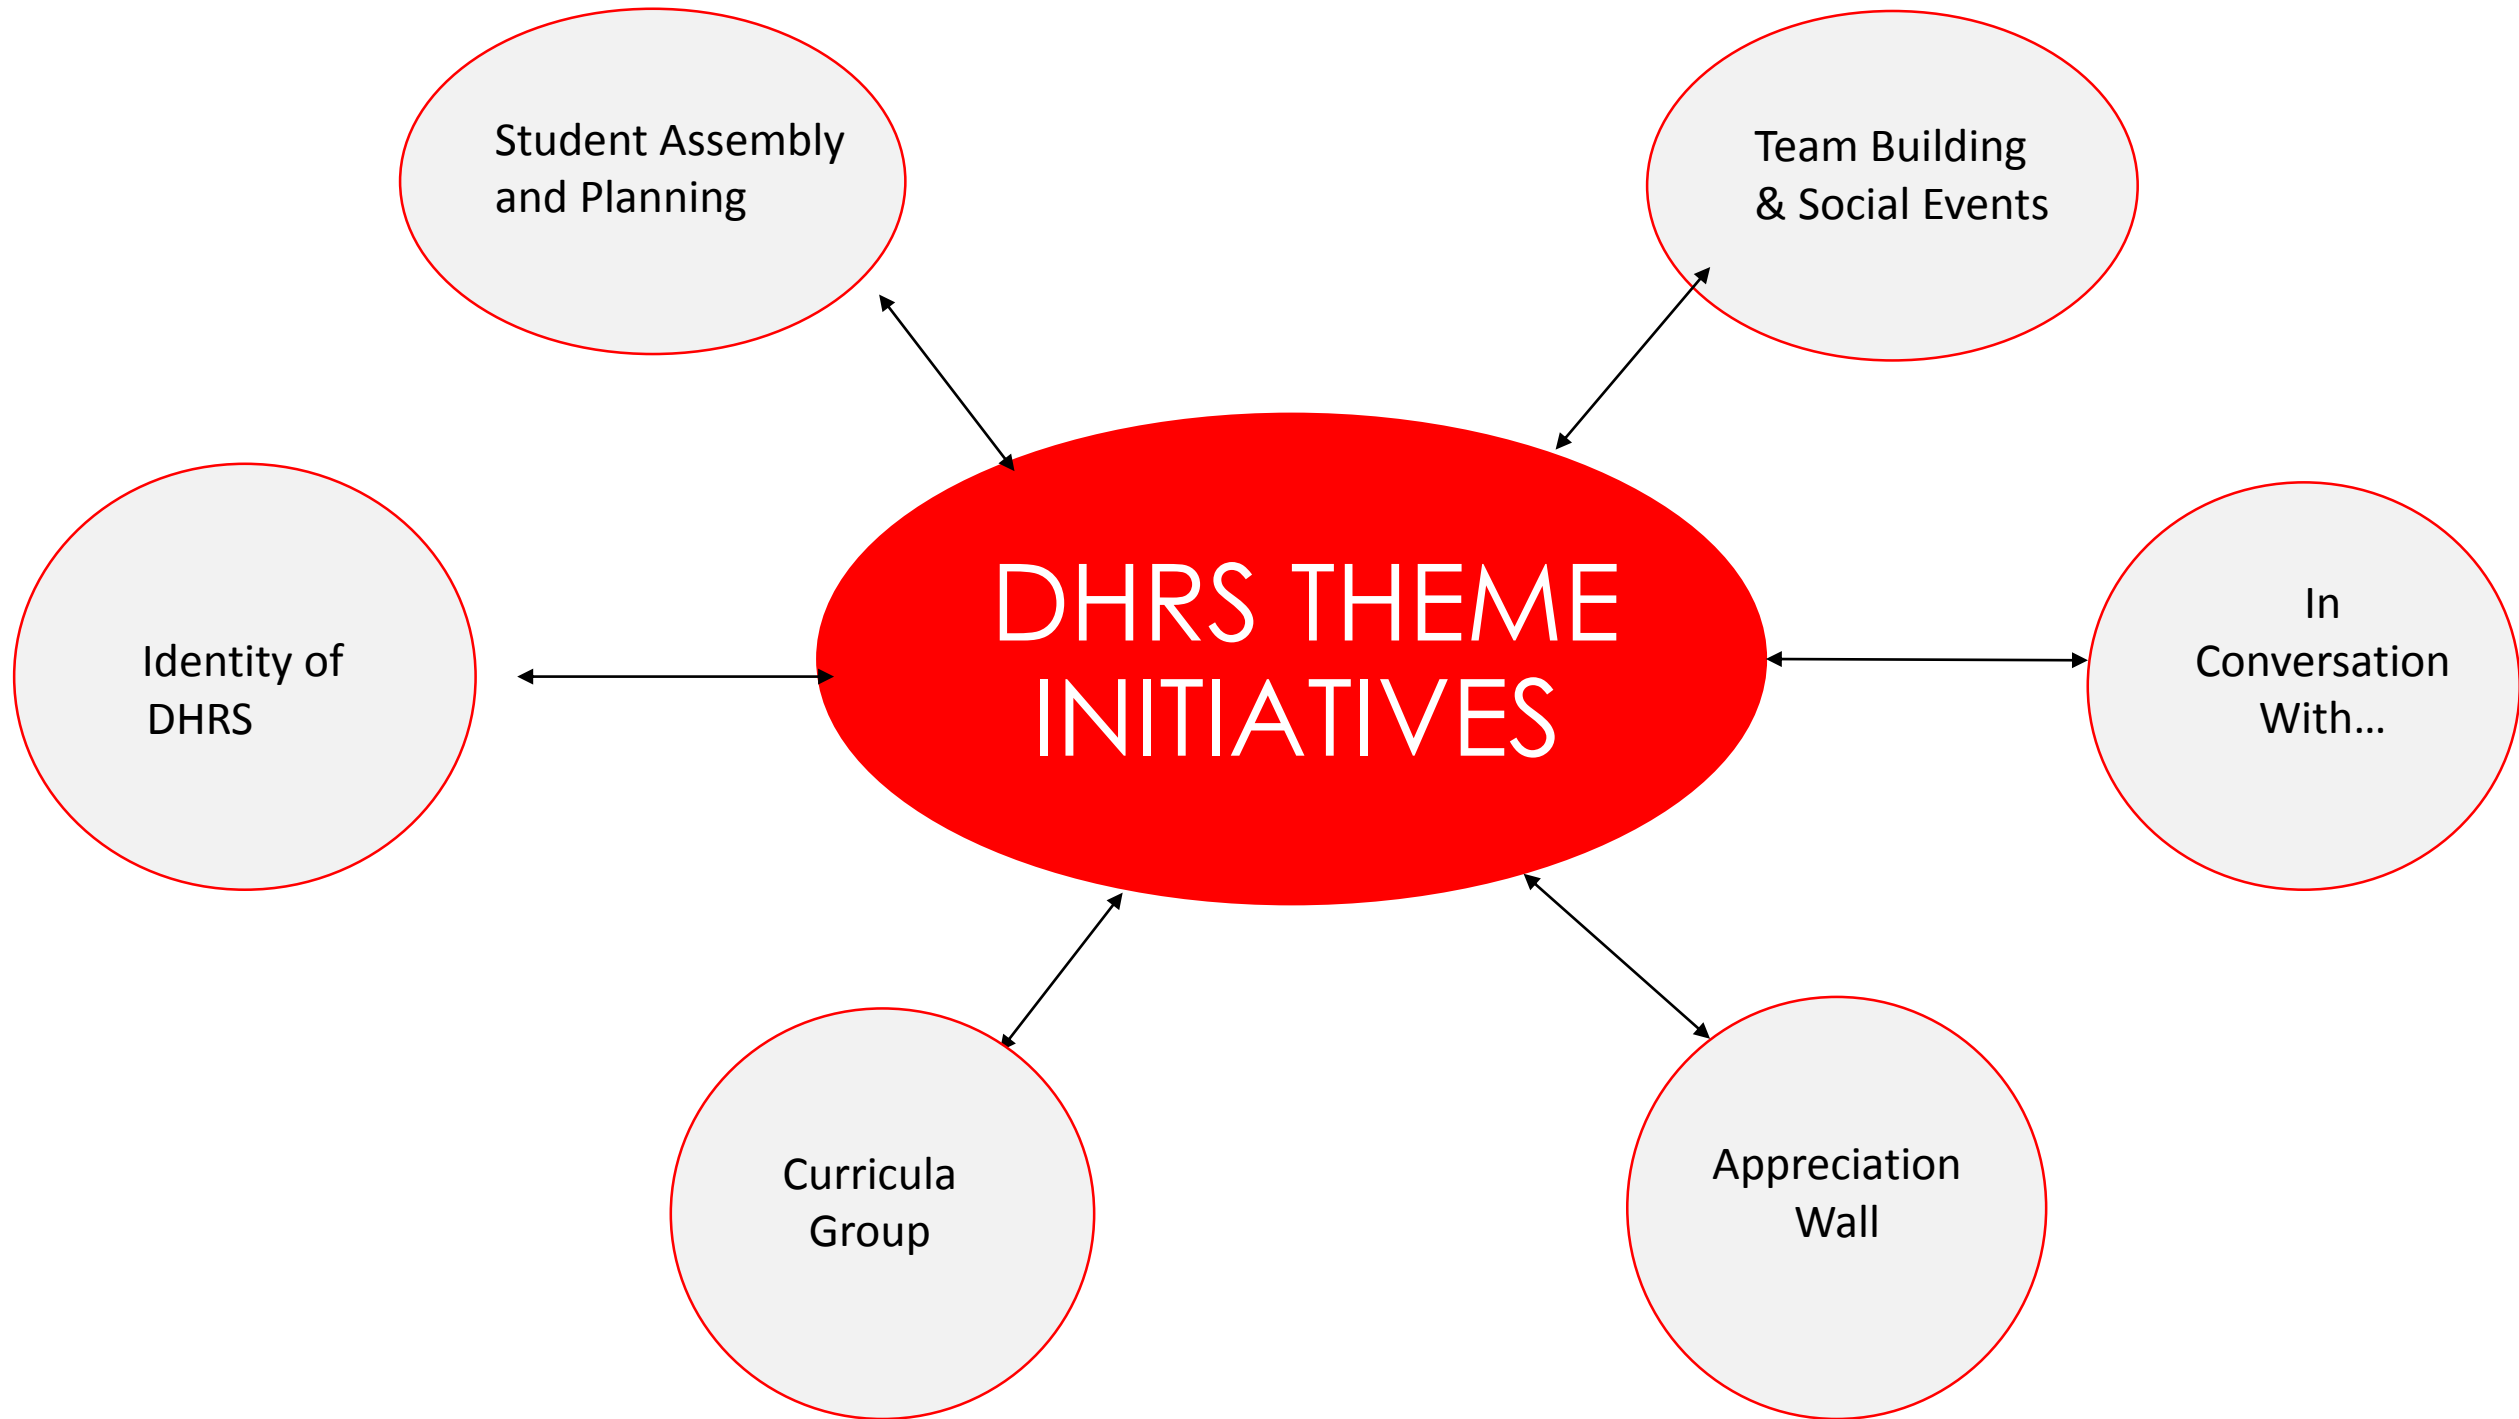 Student Assembly
and Planning
Team Building
& Social Events
Identity of
DHRS
DHRS THEME
INITIATIVES
In
Conversation
With...
Curricula
Group
Appreciation
Wall